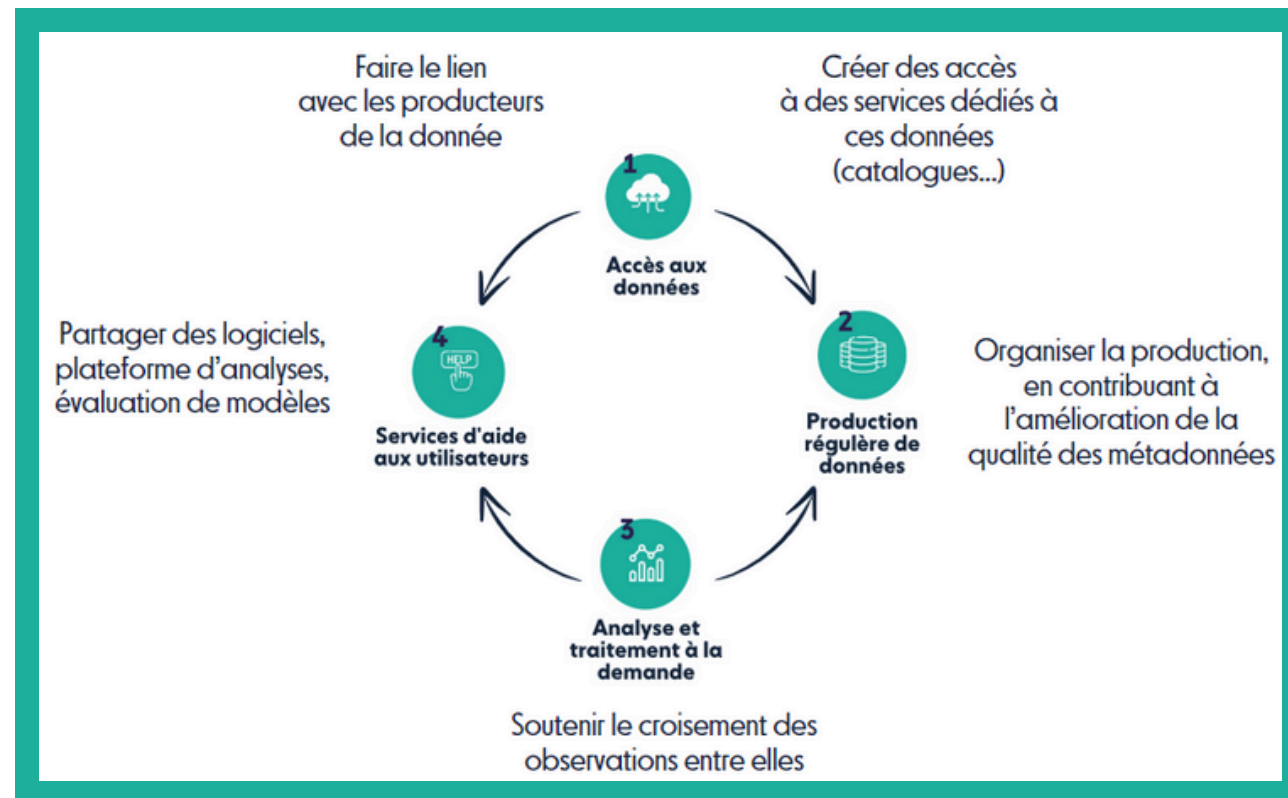 Faire le lien
avec les producteurs
de la donnée
Créer des accès
à des services dédiés à
ces données
(catalogues...)
1
Accès aux
données
Partager des logiciels,
plateforme d'analyses,
évaluation de modèles
4
HELP
Services d'aide
aux utilisateurs
2
Production
régulère de
données
Organiser la production,
en contribuant à
l'amélioration de la
qualité des métadonnées
3
Analyse et
traitement à la
demande
Soutenir le croisement des
observations entre elles